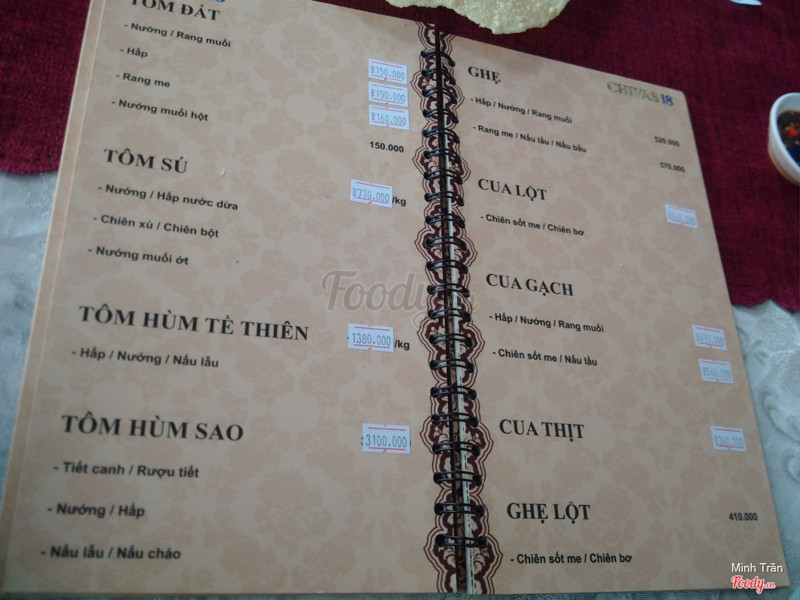 TÔM ĐẤT
- Nướng / Rang muối
₫150.000
- Hấp
₫150.000
- Rang me
₫160.000
- Nướng muối hột
150.000
TÔM SÚ
- Nướng / Hấp nước dừa
₫770.000/kg
- Chiên xù / Chiên bột
- Nướng muối ớt
TÔM HÙM TỀ THIÊN
1380.000/kg
- Hấp / Nướng / Nấu lẩu
TÔM HÙM SAO
3100.000
- Tiết canh / Rượu tiết
- Nướng / Hấp
- Nấu lẩu / Nấu cháo
CHIVAS 18
GHẸ
- Hấp / Nướng / Rang muối
520.000
- Rang me / Nấu lẩu / Nấu bầu
570.000
CUA LỘT
- Chiên sốt me / Chiên bơ
CUA GẠCH
- Hấp / Nướng / Rang muối
- Chiên sốt me / Nấu lẩu
CUA THỊT
GHẸ LỘT
410.000
- Chiên sốt me / Chiên bơ
Foody
Minh Trân
Foody.vn